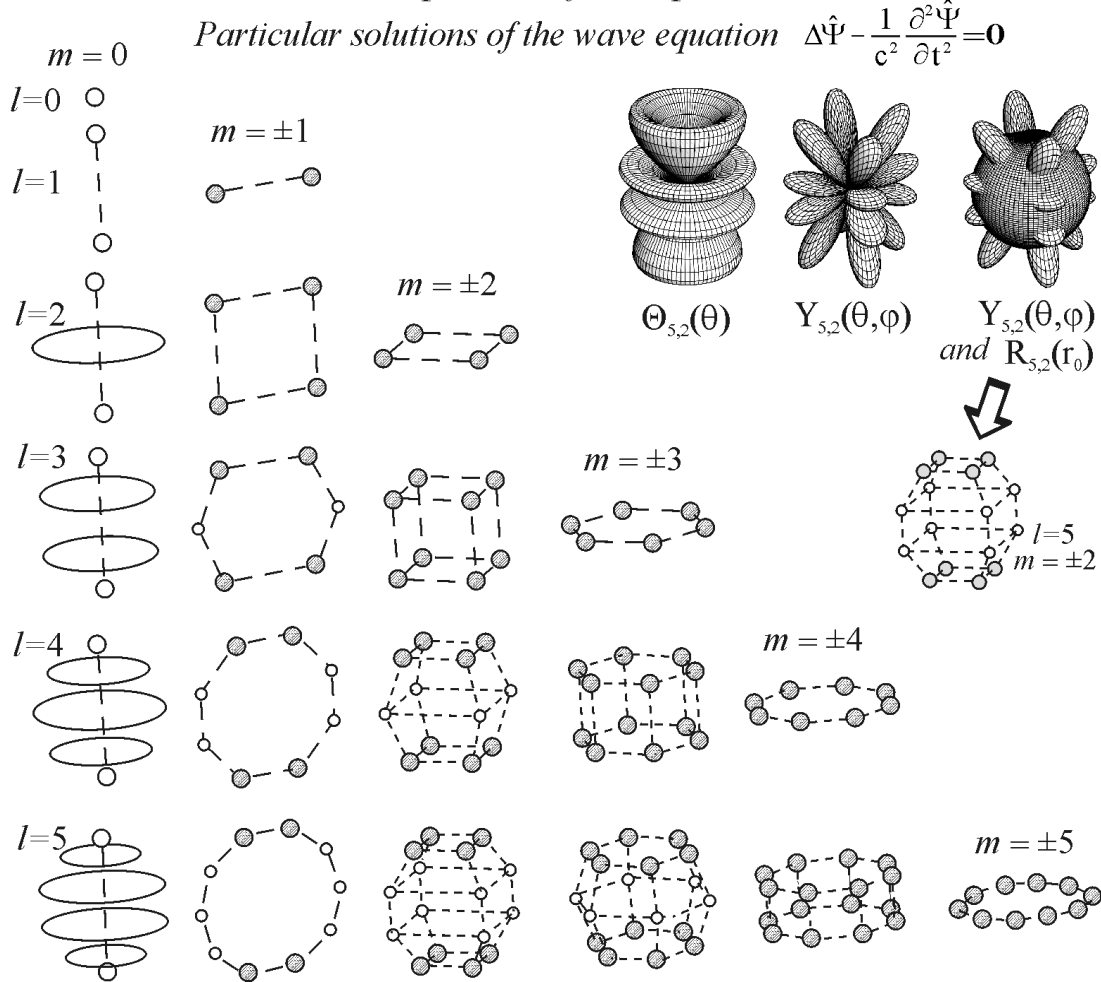 Particular solutions of the wave equation ΔΨ̂ - 1/c² ∂²Ψ̂/∂t² = 0
m = 0
l=0
m = ±1
l=1
m = ±2
l=2
Θ5,2(θ)
Y5,2(θ,φ)
Y5,2(θ,φ)
and R5,2(r0)
l=3
m = ±3
l=5
m = ±2
l=4
m = ±4
l=5
m = ±5